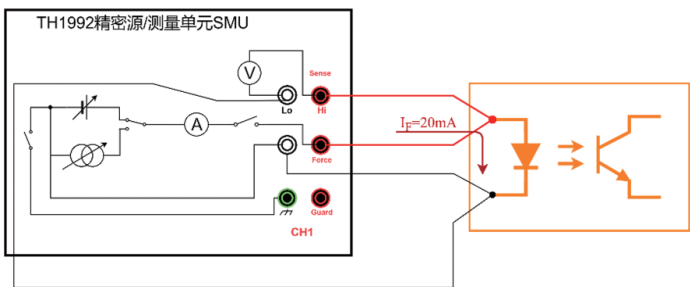 TH1992精密源/测量单元SMU
V
Sense
Lo
Hi
A
Force
I_F=20mA
Guard
CH1